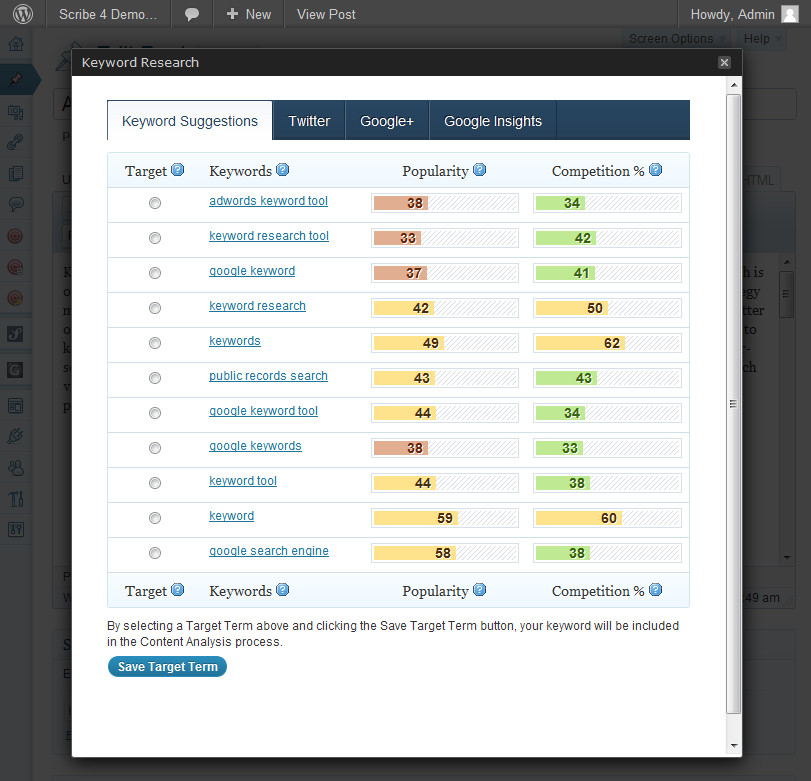 Scribe 4 Demo... New View Post Howdy, Admin
Screen Options Help
Keyword Research
Keyword Suggestions Twitter Google+ Google Insights
Target Keywords Popularity Competition %
adwords keyword tool 38 34
keyword research tool 33 42
google keyword 37 41
keyword research 42 50
keywords 49 62
public records search 43 43
google keyword tool 44 34
google keywords 38 33
keyword tool 44 38
keyword 59 60
google search engine 58 38
Target Keywords Popularity Competition %
By selecting a Target Term above and clicking the Save Target Term button, your keyword will be included
in the Content Analysis process.
Save Target Term